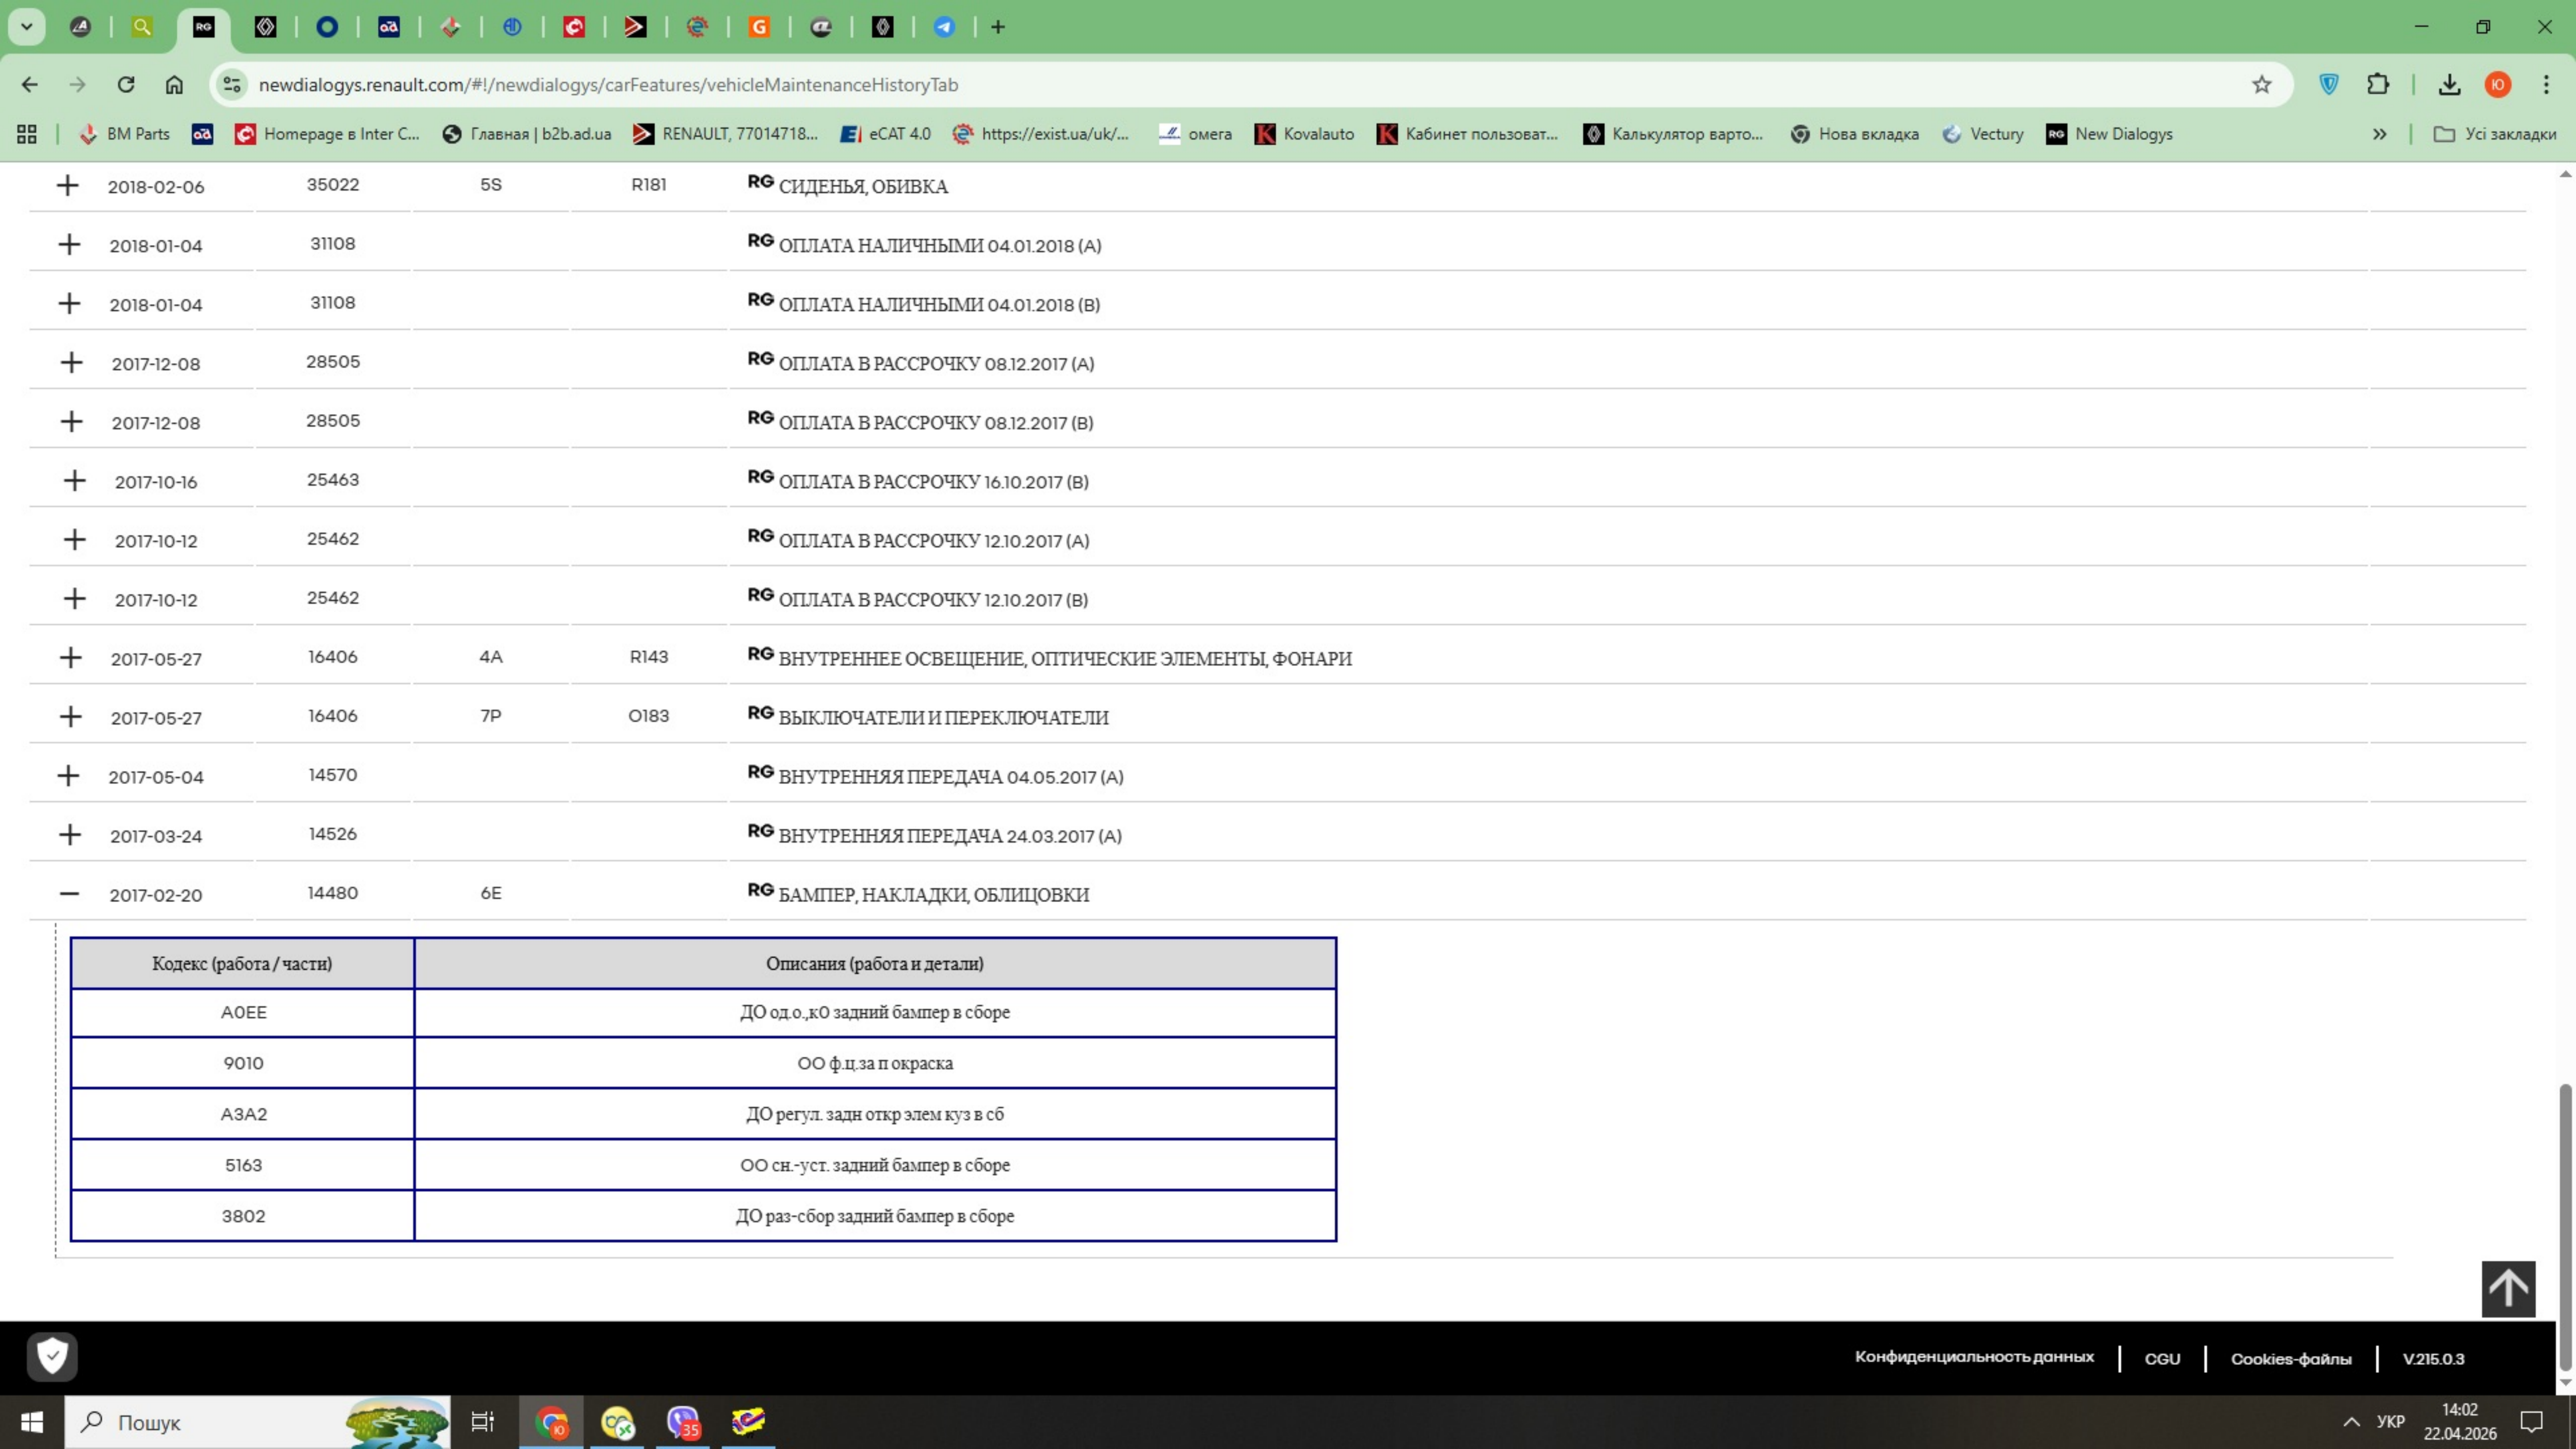 newdialogys.renault.com/#!/newdialogys/carFeatures/vehicleMaintenanceHistoryTab
BM Parts Homepage в Inter C... Главная | b2b.ad.ua RENAULT, 77014718... eCAT 4.0 https://exist.ua/uk/... омега Kovalauto Кабинет пользоват... Калькулятор варто... Нова вкладка Vectury New Dialogys » Усі закладки
2018-02-06 35022 5S R181 RG СИДЕНЬЯ, ОБИВКА
2018-01-04 31108 RG ОПЛАТА НАЛИЧНЫМИ 04.01.2018 (A)
2018-01-04 31108 RG ОПЛАТА НАЛИЧНЫМИ 04.01.2018 (B)
2017-12-08 28505 RG ОПЛАТА В РАССРОЧКУ 08.12.2017 (A)
2017-12-08 28505 RG ОПЛАТА В РАССРОЧКУ 08.12.2017 (B)
2017-10-16 25463 RG ОПЛАТА В РАССРОЧКУ 16.10.2017 (B)
2017-10-12 25462 RG ОПЛАТА В РАССРОЧКУ 12.10.2017 (A)
2017-10-12 25462 RG ОПЛАТА В РАССРОЧКУ 12.10.2017 (B)
2017-05-27 16406 4A R143 RG ВНУТРЕННЕЕ ОСВЕЩЕНИЕ, ОПТИЧЕСКИЕ ЭЛЕМЕНТЫ, ФОНАРИ
2017-05-27 16406 7P O183 RG ВЫКЛЮЧАТЕЛИ И ПЕРЕКЛЮЧАТЕЛИ
2017-05-04 14570 RG ВНУТРЕННЯЯ ПЕРЕДАЧА 04.05.2017 (A)
2017-03-24 14526 RG ВНУТРЕННЯЯ ПЕРЕДАЧА 24.03.2017 (A)
2017-02-20 14480 6E RG БАМПЕР, НАКЛАДКИ, ОБЛИЦОВКИ
Кодекс (работа / части) Описания (работа и детали)
A0EE ДО од.о.,к0 задний бампер в сборе
9010 ОО ф.ц.за п окраска
A3A2 ДО регул. задн откр элем куз в сб
5163 ОО сн.-уст. задний бампер в сборе
3802 ДО раз-сбор задний бампер в сборе
Конфиденциальность данных | CGU | Cookies-файлы | V.215.0.3
Пошук 35 УКР 14:02
22.04.2026